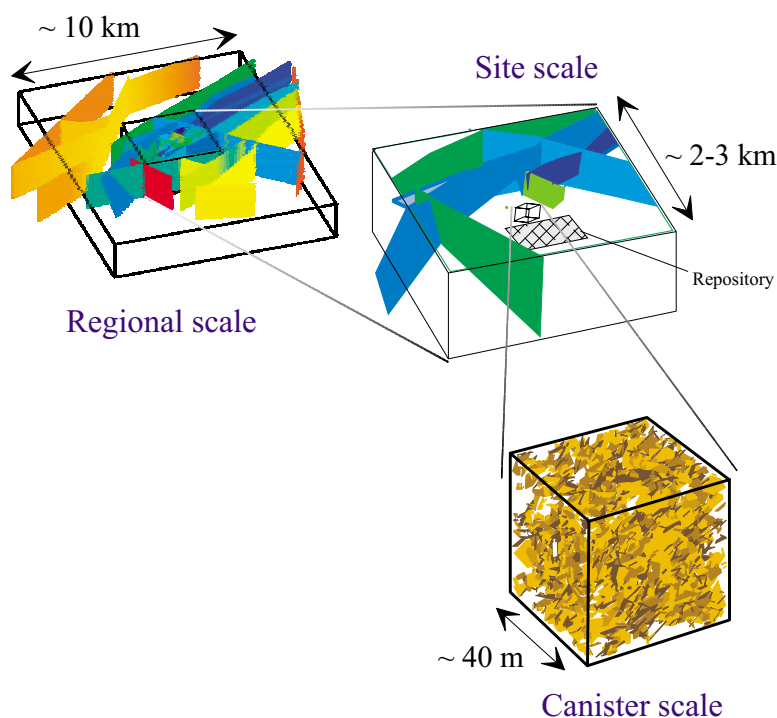 ~ 10 km
Site scale
~ 2-3 km
Repository
Regional scale
~ 40 m
Canister scale